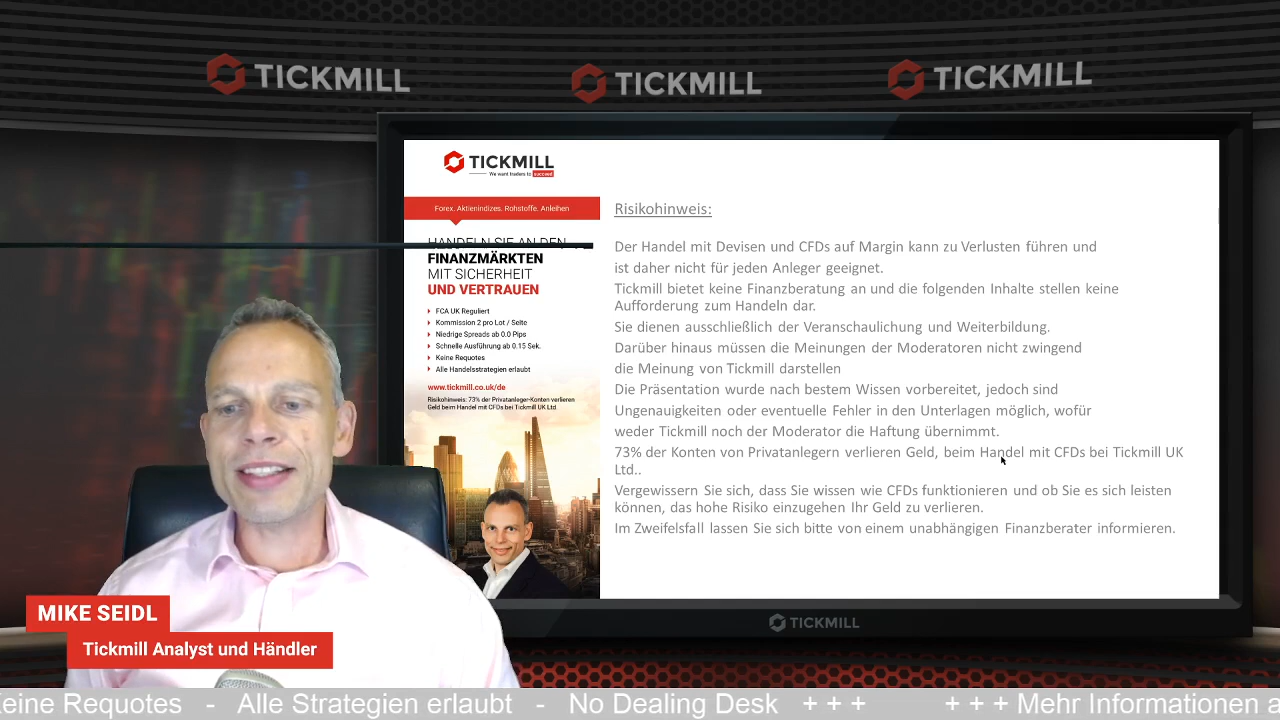 TICKMILL
TICKMILL
TICKMILL
TICKMILL
We want traders to succeed
Forex. Aktienindizes. Rohstoffe. Anleihen
HANDELN SIE AN DEN
FINANZMÄRKTEN
MIT SICHERHEIT
UND VERTRAUEN
FCA UK Reguliert
Kommission 2 pro Lot / Seite
Niedrige Spreads ab 0.0 Pips
Schnelle Ausführung ab 0.15 Sek.
Keine Requotes
Alle Handelsstrategien erlaubt
www.tickmill.co.uk/de
Risikohinweis: 73% der Privatanleger-Konten verlieren
Geld beim Handel mit CFDs bei Tickmill UK Ltd.
Risikohinweis:
Der Handel mit Devisen und CFDs auf Margin kann zu Verlusten führen und
ist daher nicht für jeden Anleger geeignet.
Tickmill bietet keine Finanzberatung an und die folgenden Inhalte stellen keine
Aufforderung zum Handeln dar.
Sie dienen ausschließlich der Veranschaulichung und Weiterbildung.
Darüber hinaus müssen die Meinungen der Moderatoren nicht zwingend
die Meinung von Tickmill darstellen
Die Präsentation wurde nach bestem Wissen vorbereitet, jedoch sind
Ungenauigkeiten oder eventuelle Fehler in den Unterlagen möglich, wofür
weder Tickmill noch der Moderator die Haftung übernimmt.
73% der Konten von Privatanlegern verlieren Geld, beim Handel mit CFDs bei Tickmill UK
Ltd..
Vergewissern Sie sich, dass Sie wissen wie CFDs funktionieren und ob Sie es sich leisten
können, das hohe Risiko einzugehen Ihr Geld zu verlieren.
Im Zweifelsfall lassen Sie sich bitte von einem unabhängigen Finanzberater informieren.
TICKMILL
MIKE SEIDL
Tickmill Analyst und Händler
eine Requotes - Alle Strategien erlaubt - No Dealing Desk +++ +++ Mehr Informationen a